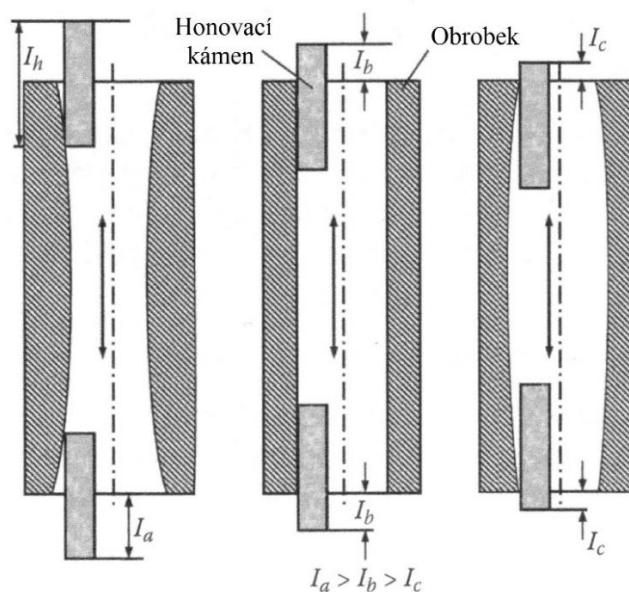 I_h
Honovací
kámen
I_b
Obrobek
I_c
I_a
I_b
I_c
I_a > I_b > I_c